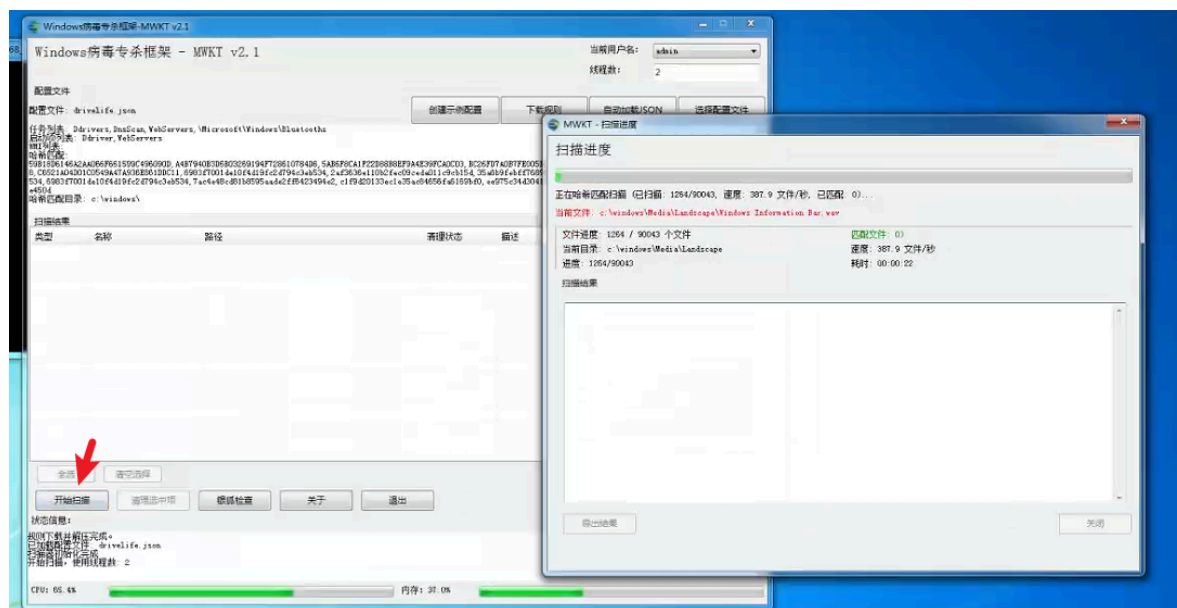 Windows病毒专杀框架-MWKT v2.1
Windows病毒专杀框架 - MWKT v2.1
当前用户名: admin
线程数: 2
配置文件
配置文件: drivelife.json
创建示例配置 下载规则 自动加载JSON 选择配置文件
任务列表: Ddrivers, DnsScan, WebServers, \Microsoft\Windows\Bluetooths
启动项列表: Ddriver, WebServers
WMI列表:
哈希匹配:
哈希匹配目录: c:\windows\
扫描结果
类型 名称 路径 清理状态 描述
全选 清空选择
开始扫描 清理选中项 银狐检查 关于 退出
状态信息:
规则下载并解压完成。
已加载配置文件: drivelife.json
扫描器初始化完成
开始扫描, 使用线程数: 2
CPU: 65.4% 内存: 37.0%
MWKT - 扫描进度
扫描进度
正在哈希匹配扫描 (已扫描: 1264/90043, 速度: 387.9 文件/秒, 已匹配: 0)...
当前文件: c:\windows\Media\Landscape\Windows Information Bar.wav
文件进度: 1264 / 90043 个文件 匹配文件: 0)
当前目录: c:\windows\Media\Landscape 速度: 387.9 文件/秒
进度: 1264/90043 耗时: 00:00:22
扫描结果
导出结果 关闭